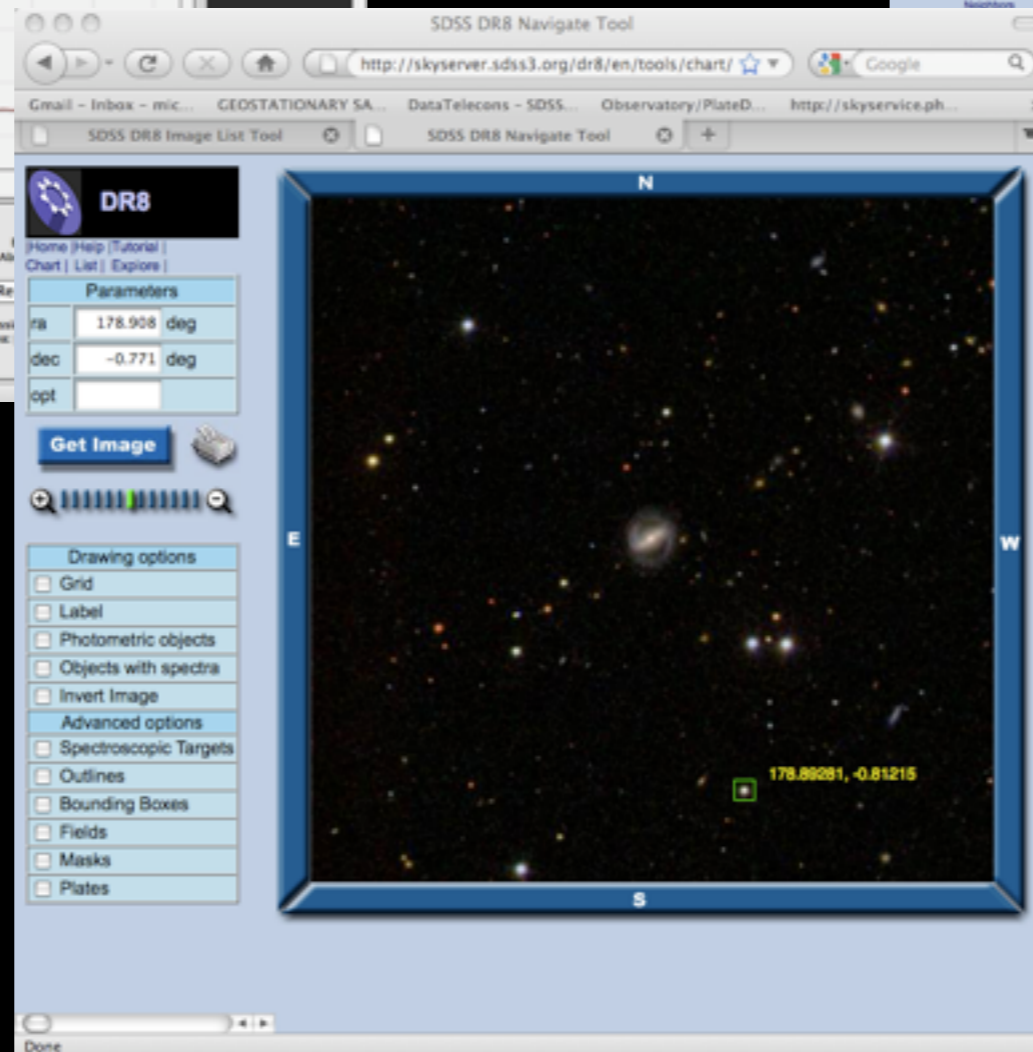 Neighbors
SDSS DR8 Navigate Tool
http://skyserver.sdss3.org/dr8/en/tools/chart/
Google
Gmail - Inbox - mic... GEOSTATIONARY SA... DataTelecons - SDSS... Observatory/PlateD... http://skyservice.ph...
SDSS DR8 Image List Tool SDSS DR8 Navigate Tool +
DR8
|Home |Help |Tutorial |
Chart | List | Explore |
Parameters
ra 178.908 deg
dec -0.771 deg
opt
Get Image
Drawing options
Grid
Label
Photometric objects
Objects with spectra
Invert Image
Advanced options
Spectroscopic Targets
Outlines
Bounding Boxes
Fields
Masks
Plates
N
E
W
178.89281, -0.81215
S
Done